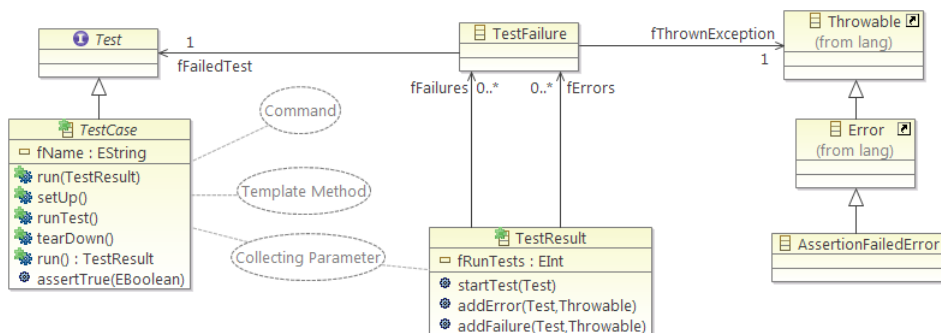 Test
1
fFailedTest
TestFailure
fThrownException
1
Throwable
(from lang)
fFailures
0..*
0..*
fErrors
Command
TestCase
fName : EString
run(TestResult)
setUp()
runTest()
tearDown()
run() : TestResult
assertTrue(EBoolean)
Template Method
Collecting Parameter
Error
(from lang)
TestResult
fRunTests : EInt
startTest(Test)
addError(Test,Throwable)
addFailure(Test,Throwable)
AssertionFailedError